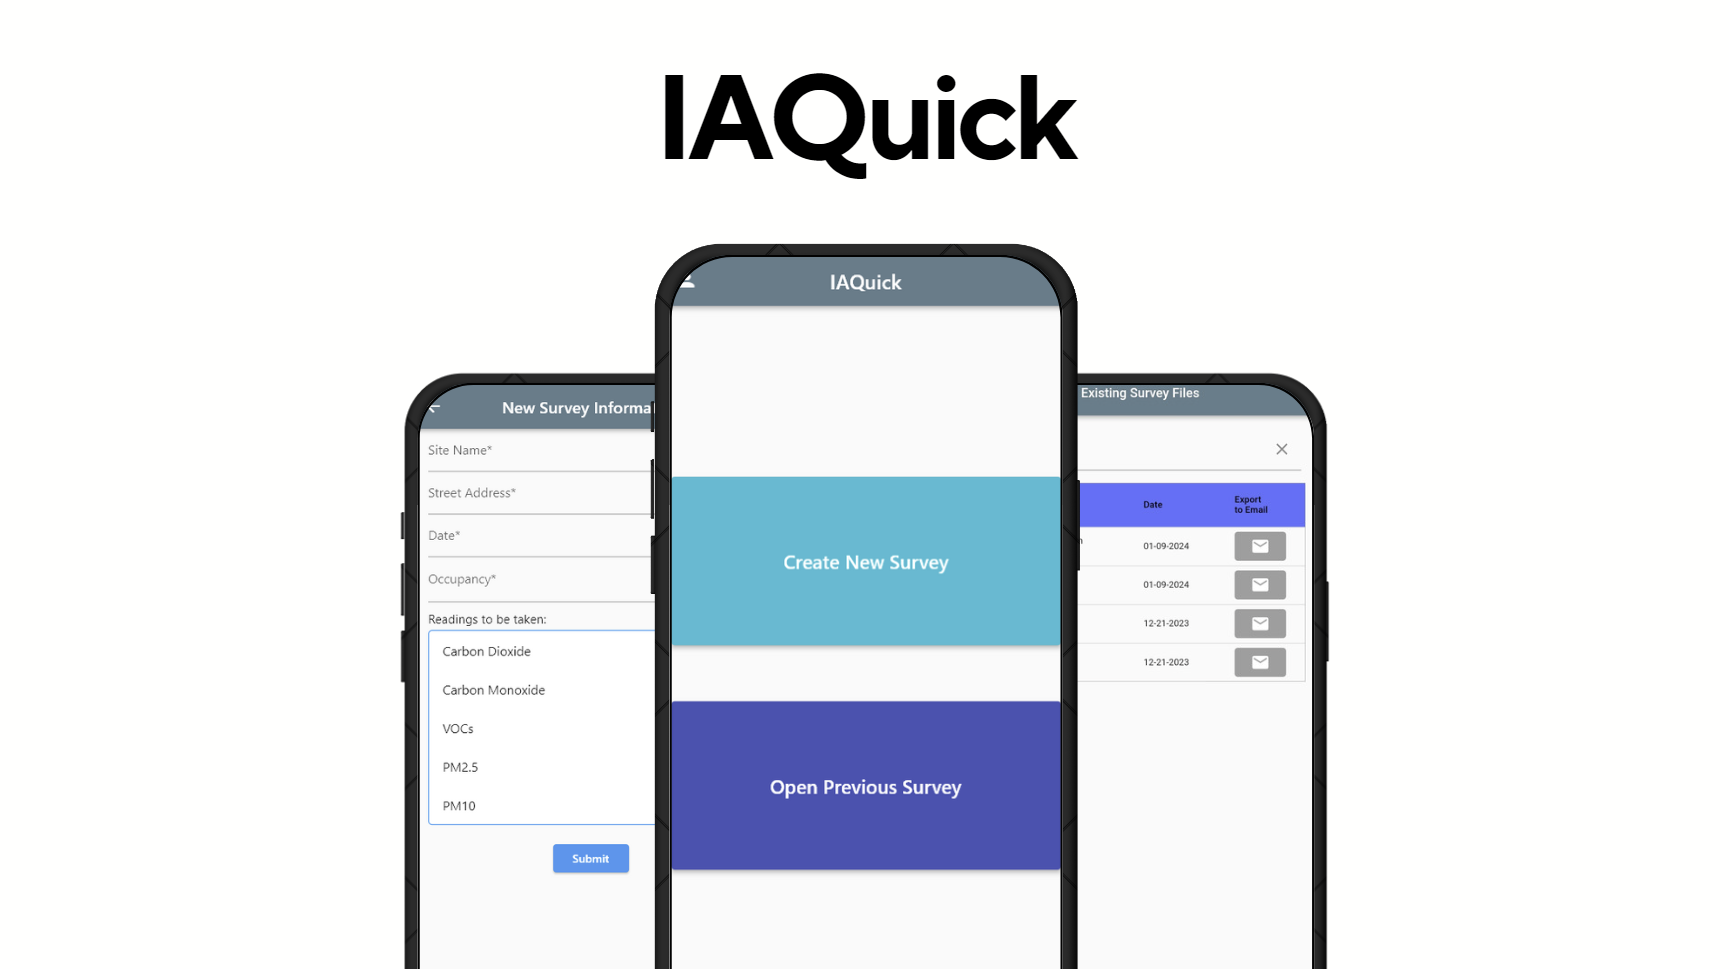 IAQuick
IAQuick
Create New Survey
Open Previous Survey
New Survey
Site Name*
Street Address*
Date*
Occupancy*
Readings to be taken:
Carbon Dioxide
Carbon Monoxide
VOCs
PM2.5
PM10
Submit
Existing Survey Files
Date
Export
to Email
01-09-2024
01-09-2024
12-21-2023
12-21-2023